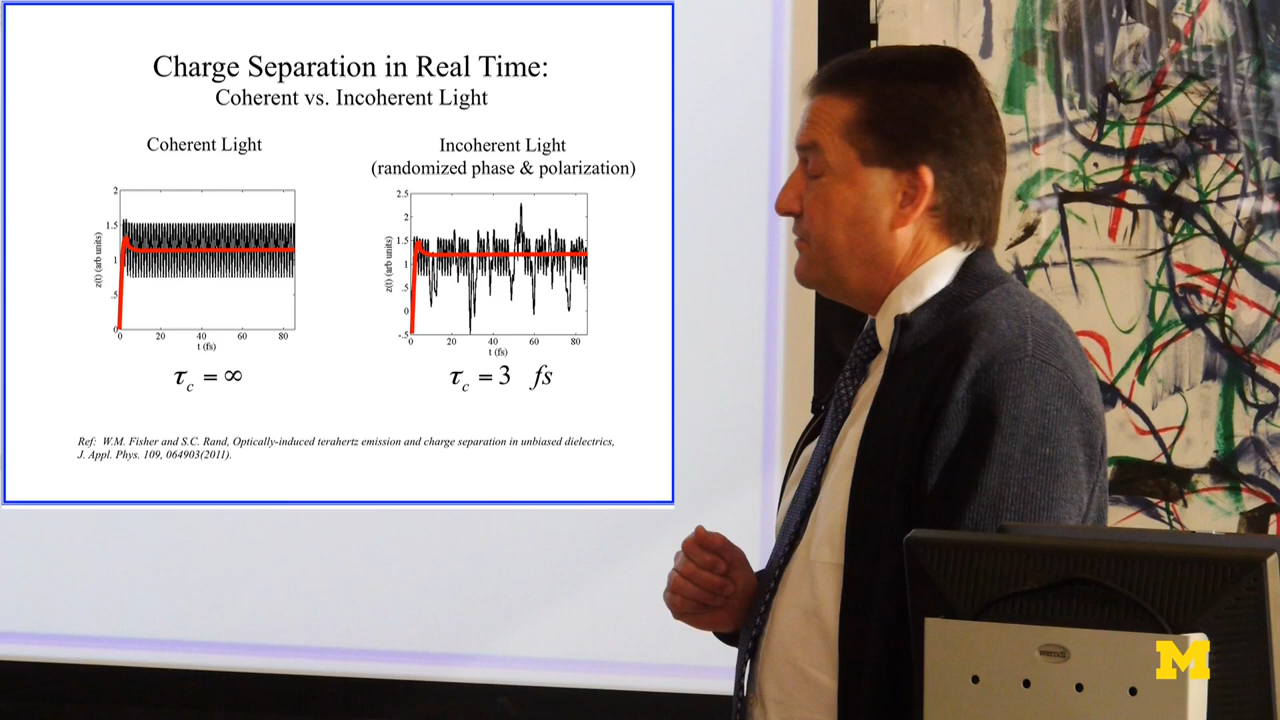 Charge Separation in Real Time:
Coherent vs. Incoherent Light
Coherent Light
Incoherent Light
(randomized phase & polarization)
2
1.5
1
.5
0
z(t) (arb units)
0 20 40 60 80
t (fs)
2.5
2
1.5
1
.5
0
-.5
z(t) (arb units)
0 20 40 60 80
t (fs)
τc = ∞
τc = 3 fs
Ref: W.M. Fisher and S.C. Rand, Optically-induced terahertz emission and charge separation in unbiased dielectrics,
J. Appl. Phys. 109, 064903(2011).
M